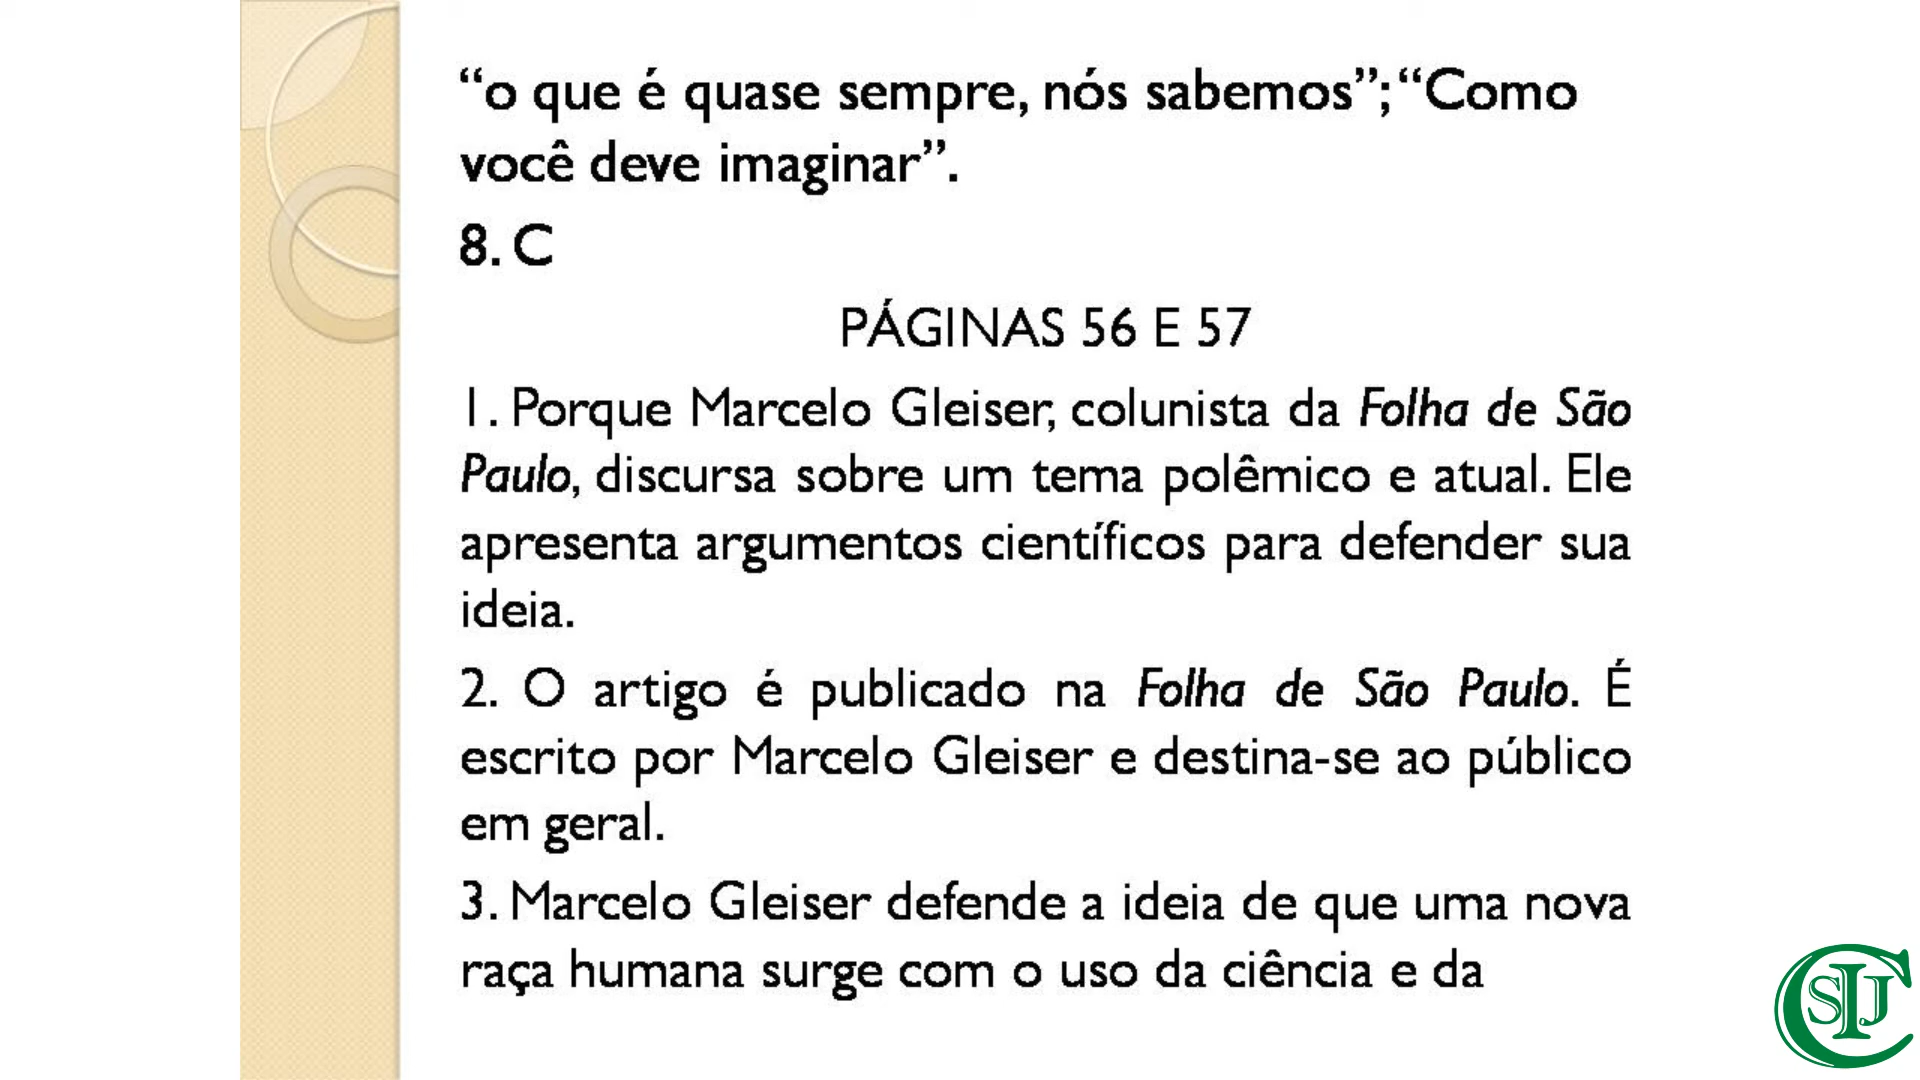 “o que é quase sempre, nós sabemos”; “Como
você deve imaginar”.
8. C
PÁGINAS 56 E 57
1. Porque Marcelo Gleiser, colunista da Folha de São
Paulo, discursa sobre um tema polêmico e atual. Ele
apresenta argumentos científicos para defender sua
ideia.
2. O artigo é publicado na Folha de São Paulo. É
escrito por Marcelo Gleiser e destina-se ao público
em geral.
3. Marcelo Gleiser defende a ideia de que uma nova
raça humana surge com o uso da ciência e da
CSIJ